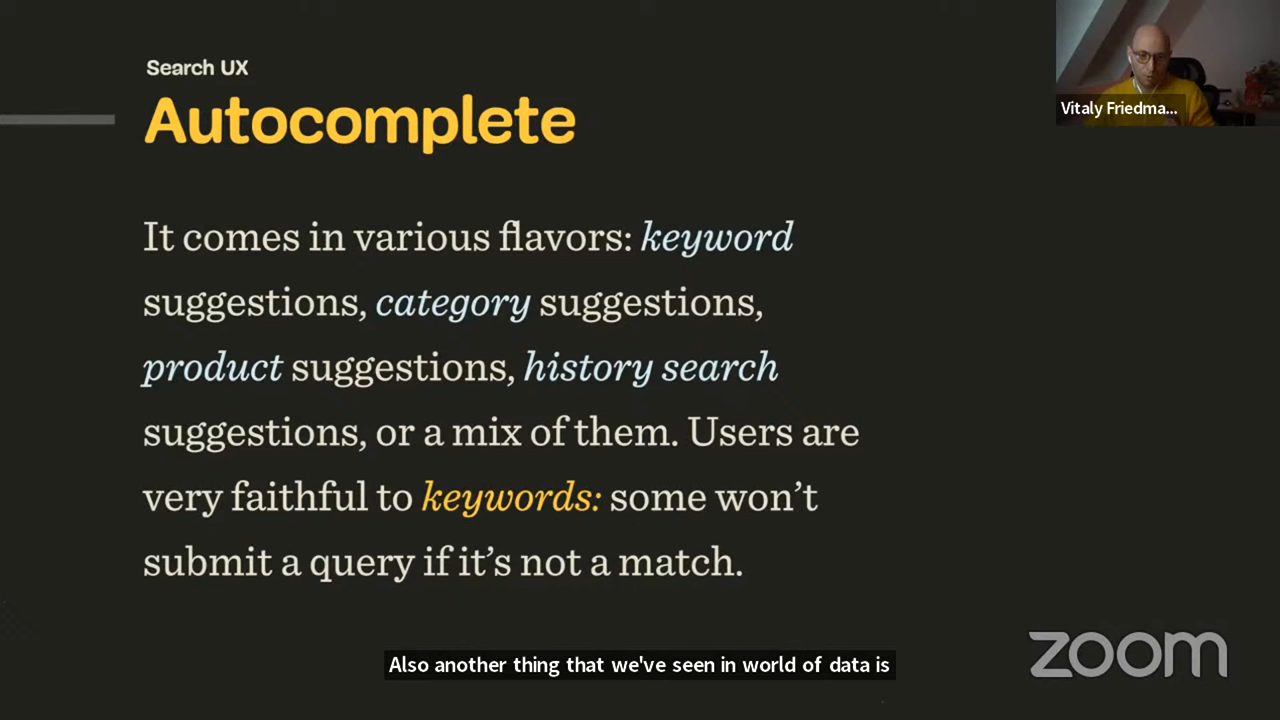 Search UX
Autocomplete
Vitaly Friedma...
It comes in various flavors: keyword
suggestions, category suggestions,
product suggestions, history search
suggestions, or a mix of them. Users are
very faithful to keywords: some won’t
submit a query if it’s not a match.
Also another thing that we've seen in world of data is
zoom